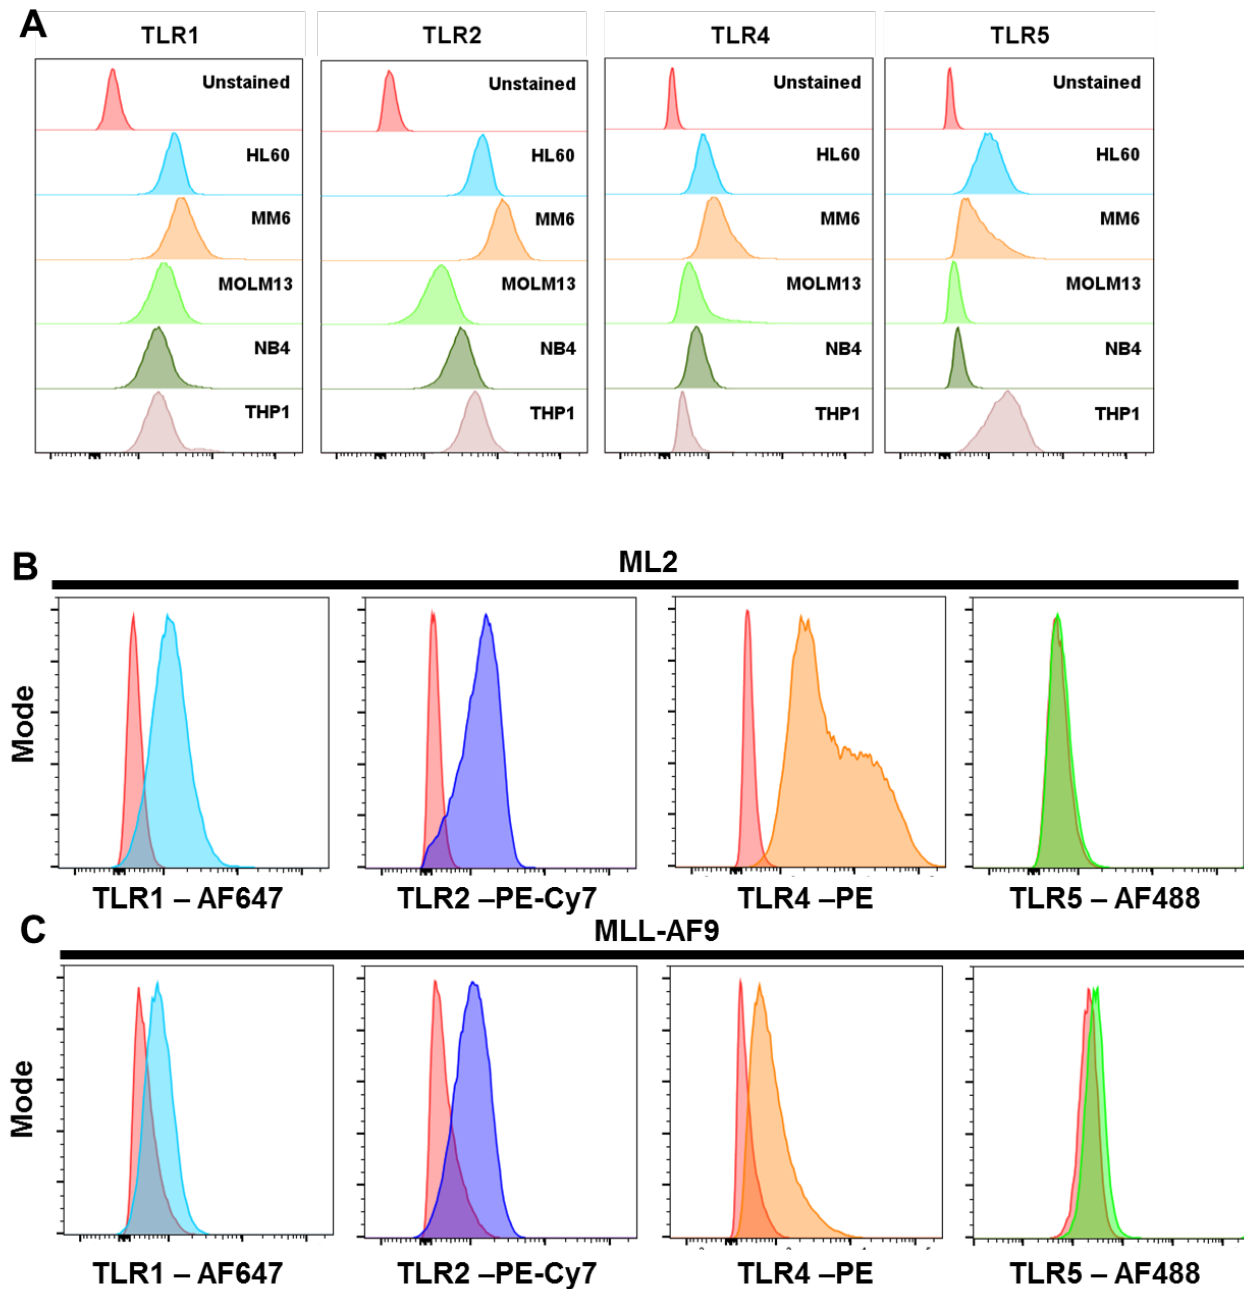 A
TLR1 TLR2 TLR4 TLR5
Unstained Unstained Unstained Unstained
HL60 HL60 HL60 HL60
MM6 MM6 MM6 MM6
MOLM13 MOLM13 MOLM13 MOLM13
NB4 NB4 NB4 NB4
THP1 THP1 THP1 THP1
B
ML2
Mode
TLR1 – AF647 TLR2 –PE-Cy7 TLR4 –PE TLR5 – AF488
C
MLL-AF9
Mode
TLR1 – AF647 TLR2 –PE-Cy7 TLR4 –PE TLR5 – AF488